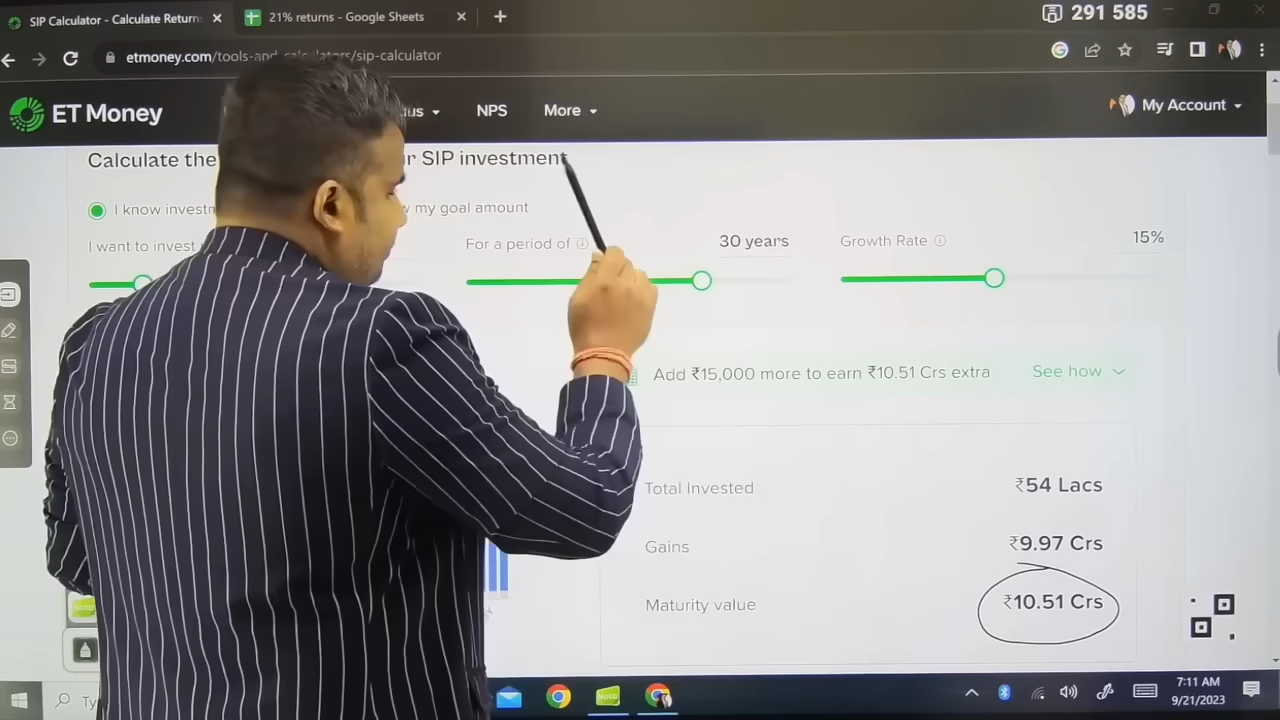 SIP Calculator - Calculate Return
21% returns - Google Sheets
291 585
etmoney.com/tools-and-calculators/sip-calculator
ET Money
NPS
More
My Account
Calculate the
SIP investment
I know
my goal amount
I want to invest
For a period of
30 years
Growth Rate
15%
Add ₹15,000 more to earn ₹10.51 Crs extra
See how
Total Invested
₹54 Lacs
Gains
₹9.97 Crs
Maturity value
₹10.51 Crs
Note
7:11 AM
9/21/2023